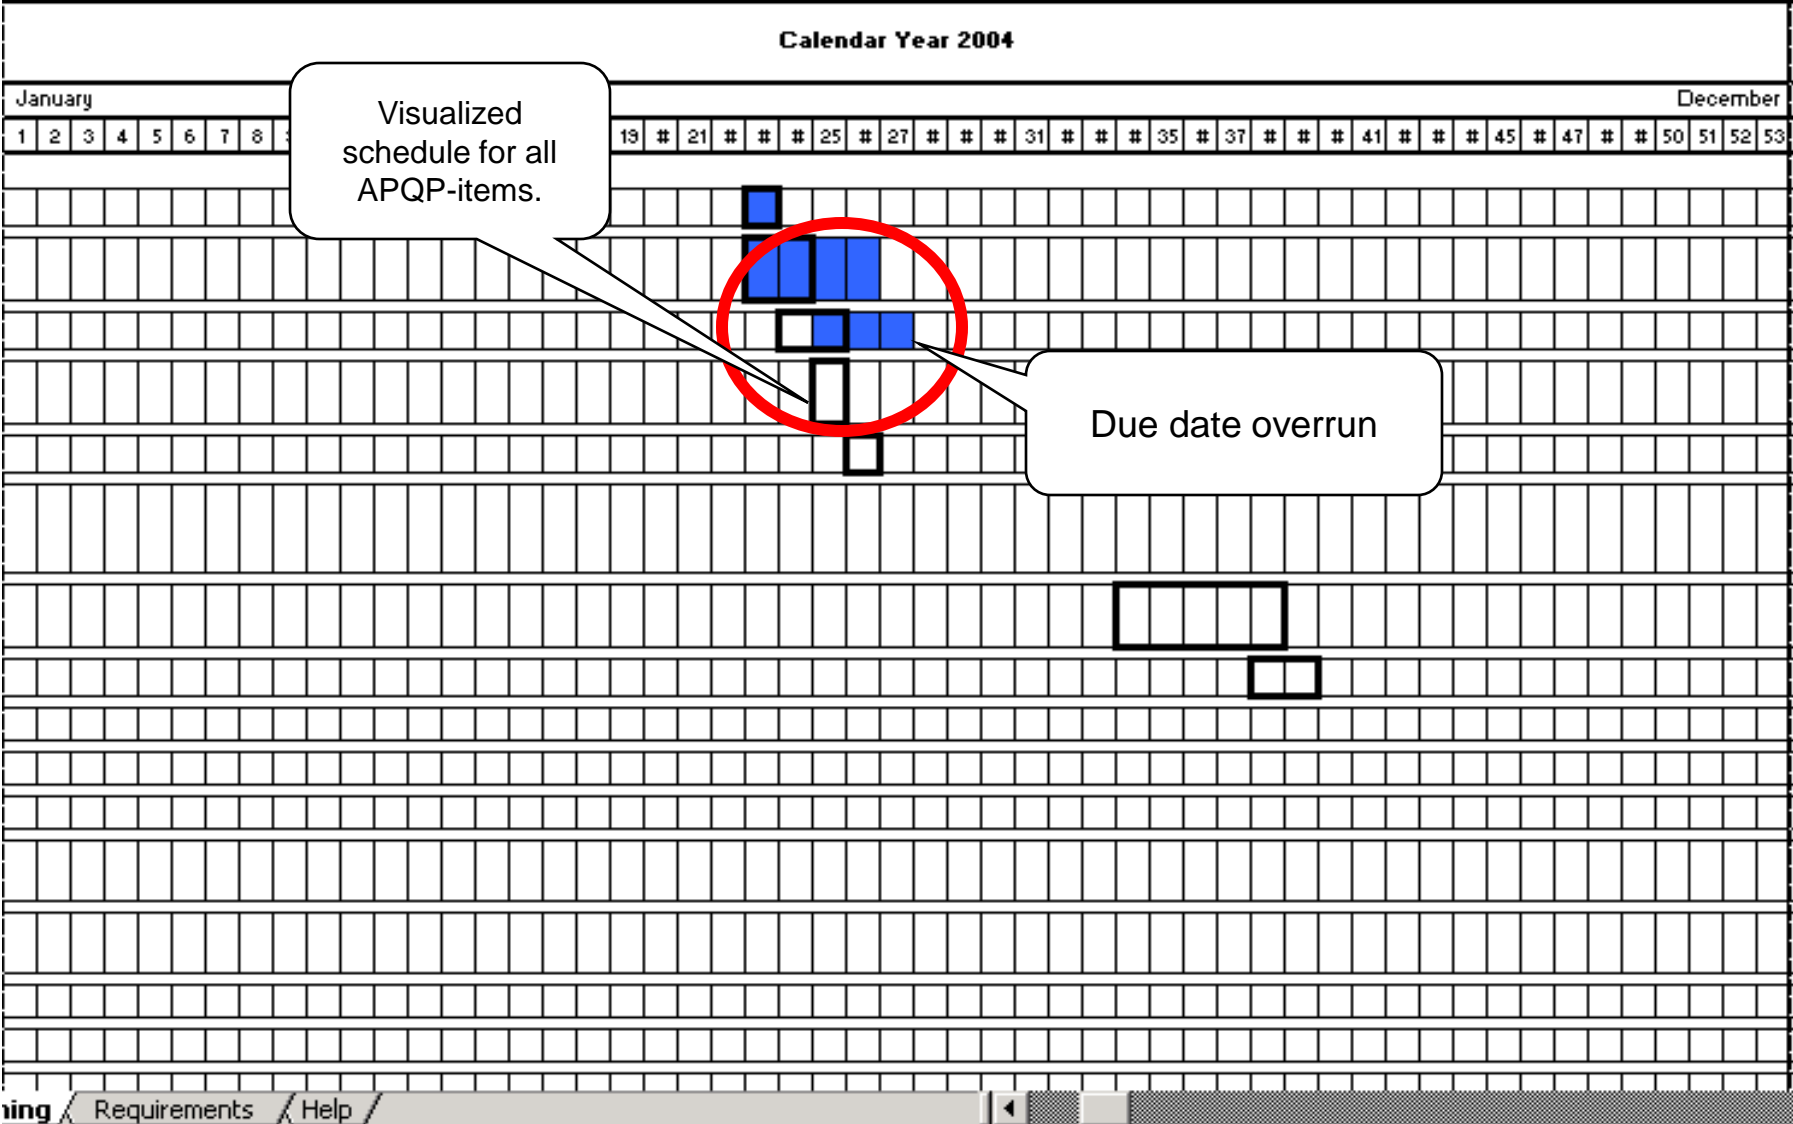 Calendar Year 2004
January December
1 2 3 4 5 6 7 8 19 # 21 # # # 25 # 27 # # # 31 # # # 35 # 37 # # # 41 # # # 45 # 47 # # 50 51 52 53
Visualized
schedule for all
APQP-items.
Due date overrun
Requirements Help